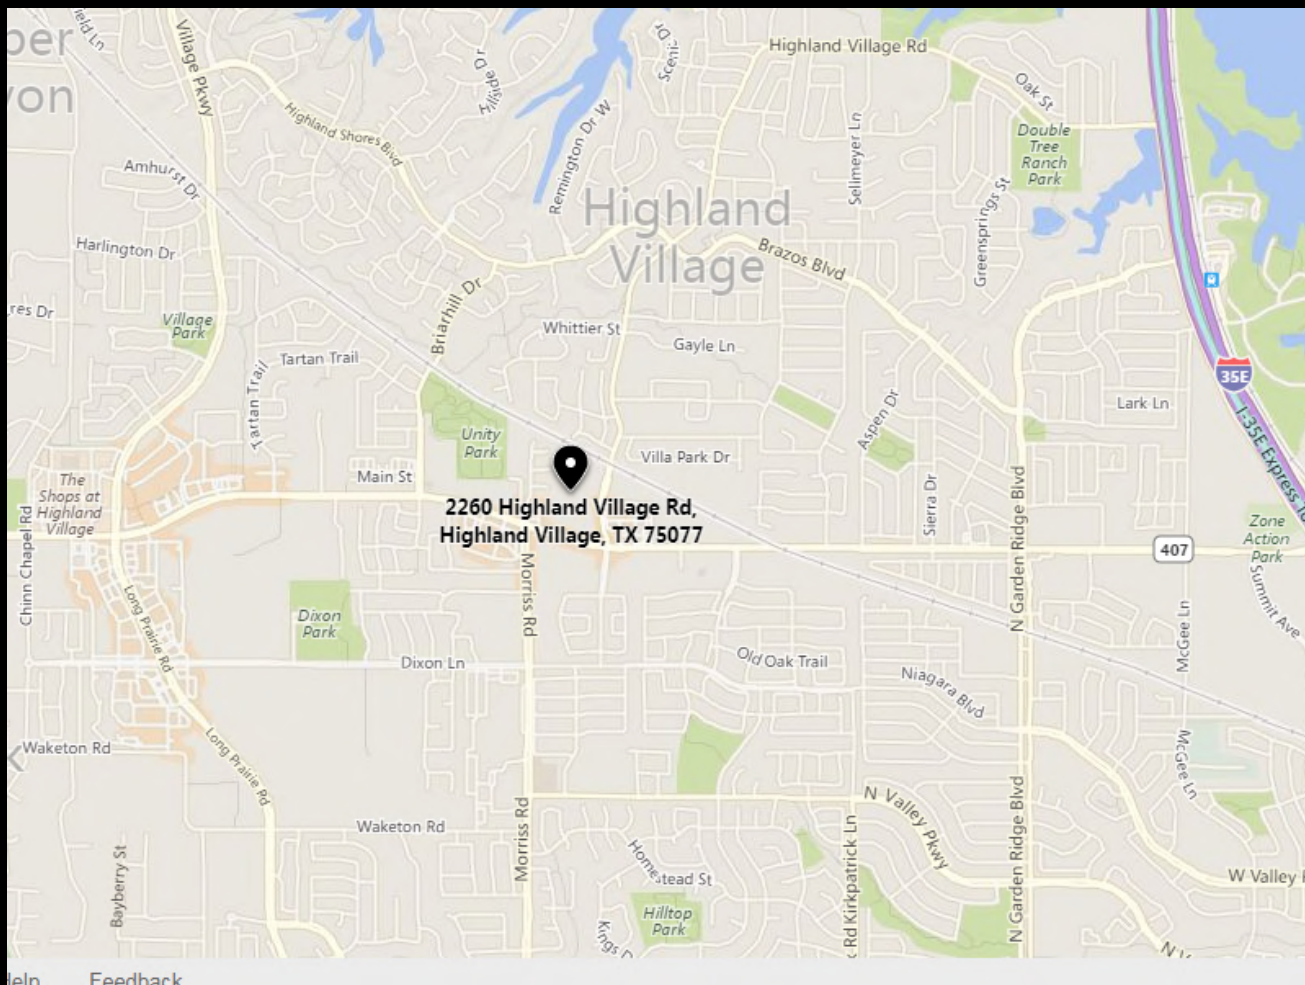 Highland Village Rd
Village Pkwy
Hillside Dr
Oak St
Highland Shores Blvd
Remington Dr W
Sellmeyer Ln
Double
Tree
Ranch
Park
Amhurst Dr
Greensprings St
Highland
Village
Harlington Dr
Brazos Blvd
Briarhill Dr
Village
Park
Whittier St
Gayle Ln
Tartan Trail
Tartan Trail
35E
Lark Ln
Aspen Dr
I-35E Express
Unity
Park
Villa Park Dr
Main St
The
Shops at
Highland
Village
2260 Highland Village Rd,
Highland Village, TX 75077
Sierra Dr
N Garden Ridge Blvd
Chinn Chapel Rd
407
Zone
Action
Park
Morriss Rd
Long Prairie Rd
Dixon
Park
McGee Ln
Summit Ave
Dixon Ln
Old Oak Trail
Niagara Blvd
Waketon Rd
Long Prairie Rd
McGee Ln
Waketon Rd
Morriss Rd
N Valley Pkwy
N Garden Ridge Blvd
Bayberry St
Homestead St
Rd Kirkpatrick Ln
W Valley
Hilltop
Park
Kings
Feedback